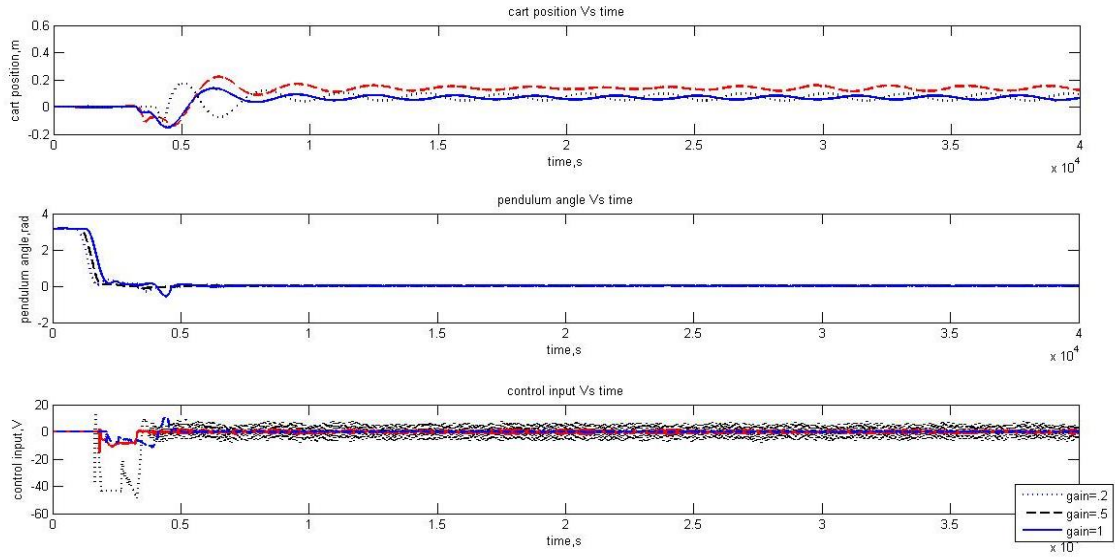 cart position Vs time
cart position,m
0.6
0.4
0.2
0
-0.2
0 0.5 1 1.5 2 2.5 3 3.5 4
time,s
x 10^4
pendulum angle Vs time
pendulum angle,rad
4
2
0
-2
0 0.5 1 1.5 2 2.5 3 3.5 4
time,s
x 10^4
control input Vs time
control input,V
20
0
-20
-40
-60
0 0.5 1 1.5 2 2.5 3 3.5 4
time,s
x 10
gain=.2
gain=.5
gain=1